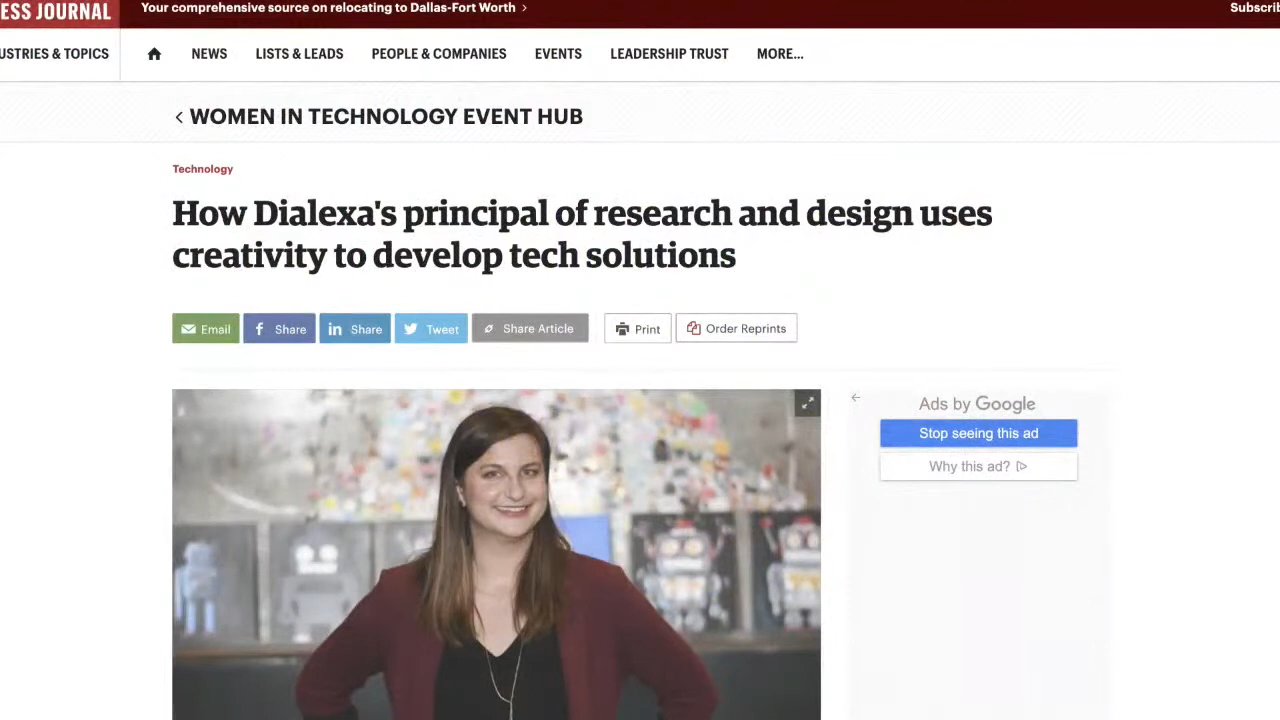 ESS JOURNAL
Your comprehensive source on relocating to Dallas-Fort Worth >
Subscrib
USTRIES & TOPICS
NEWS
LISTS & LEADS
PEOPLE & COMPANIES
EVENTS
LEADERSHIP TRUST
MORE...
< WOMEN IN TECHNOLOGY EVENT HUB
Technology
How Dialexa's principal of research and design uses
creativity to develop tech solutions
Email
Share
Share
Tweet
Share Article
Print
Order Reprints
Ads by Google
Stop seeing this ad
Why this ad?